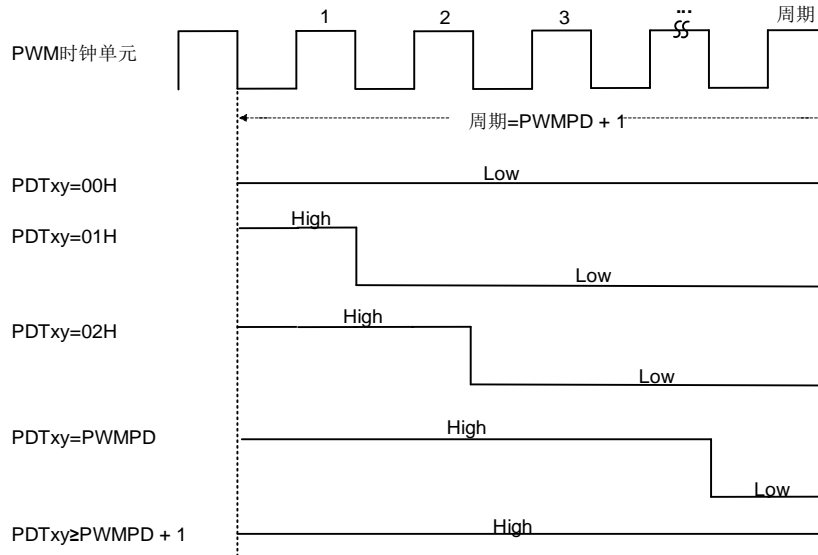 1 2 3 ... 周期
PWM时钟单元
周期=PWMPD + 1
PDTxy=00H Low
PDTxy=01H High Low
PDTxy=02H High Low
PDTxy=PWMPD High Low
PDTxy≥PWMPD + 1 High